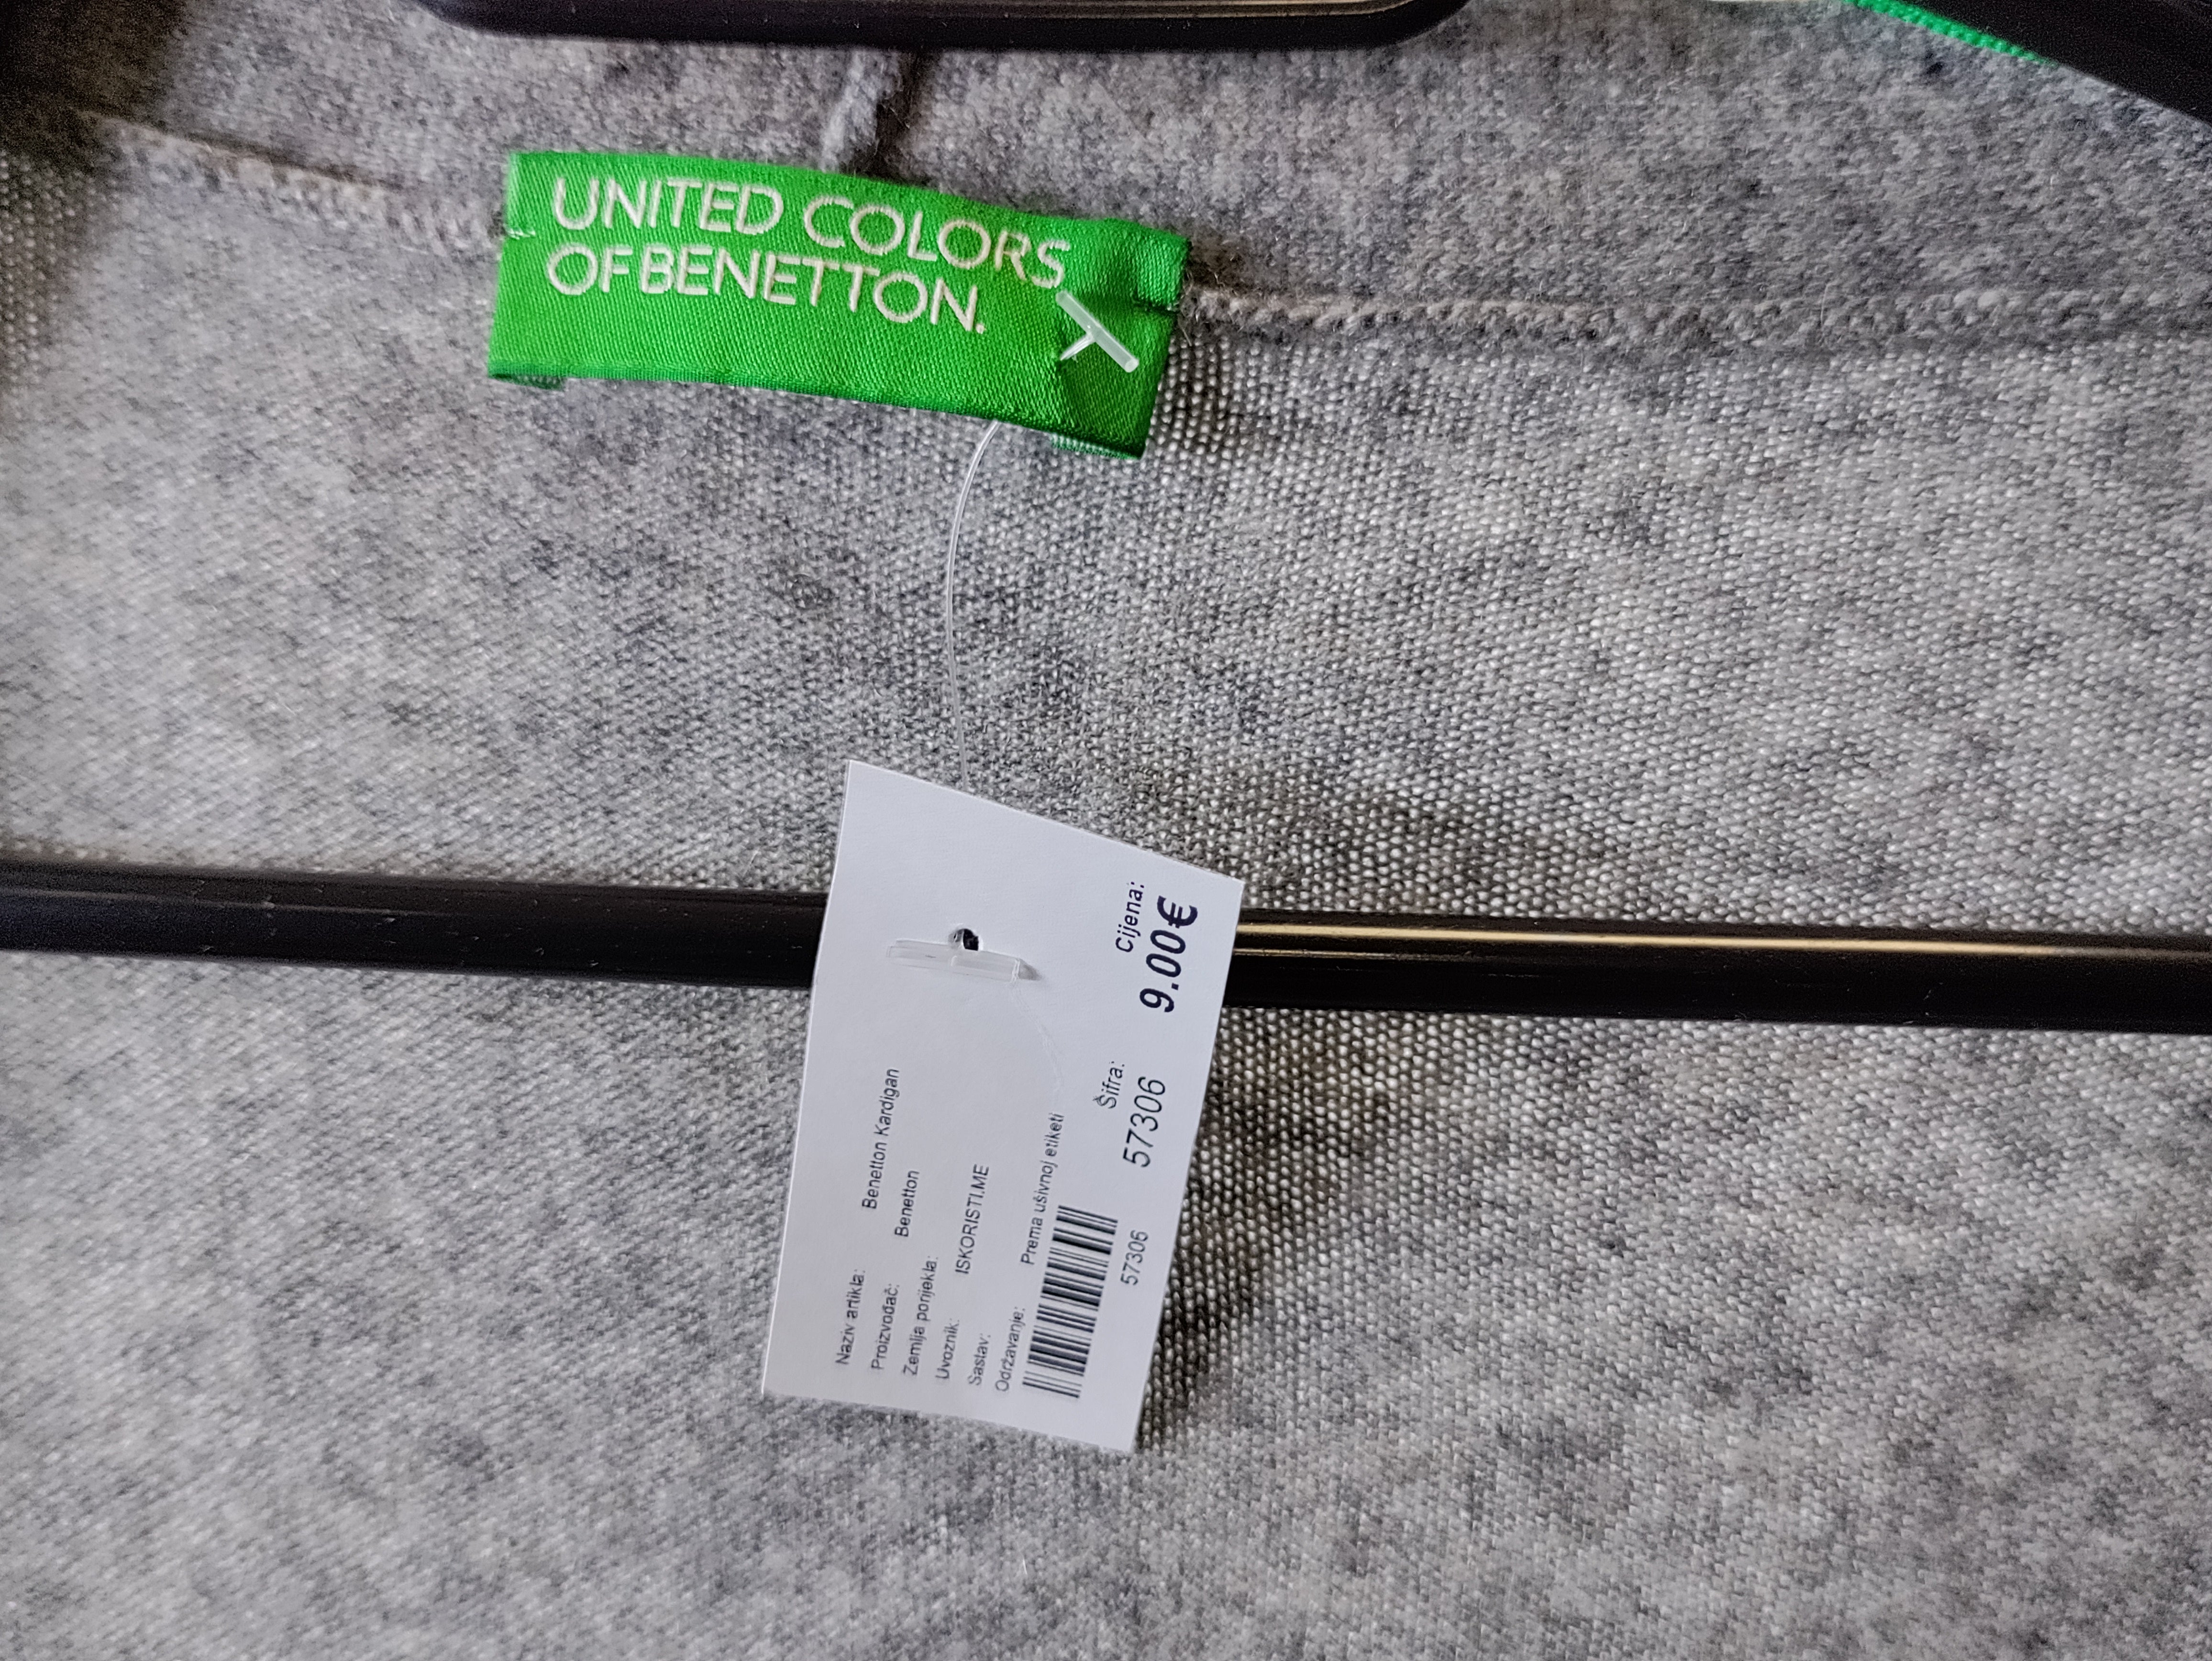 UNITED COLORS
OF BENETTON.
Naziv artikla: Benetton Kardigan
Proizvođač: Benetton
Zemlja porijekla:
Uvoznik: ISKORISTI.ME
Sastav:
Održavanje: Prema ušivnoj etiketi
57306
Šifra:
57306
Cijena:
9.00€